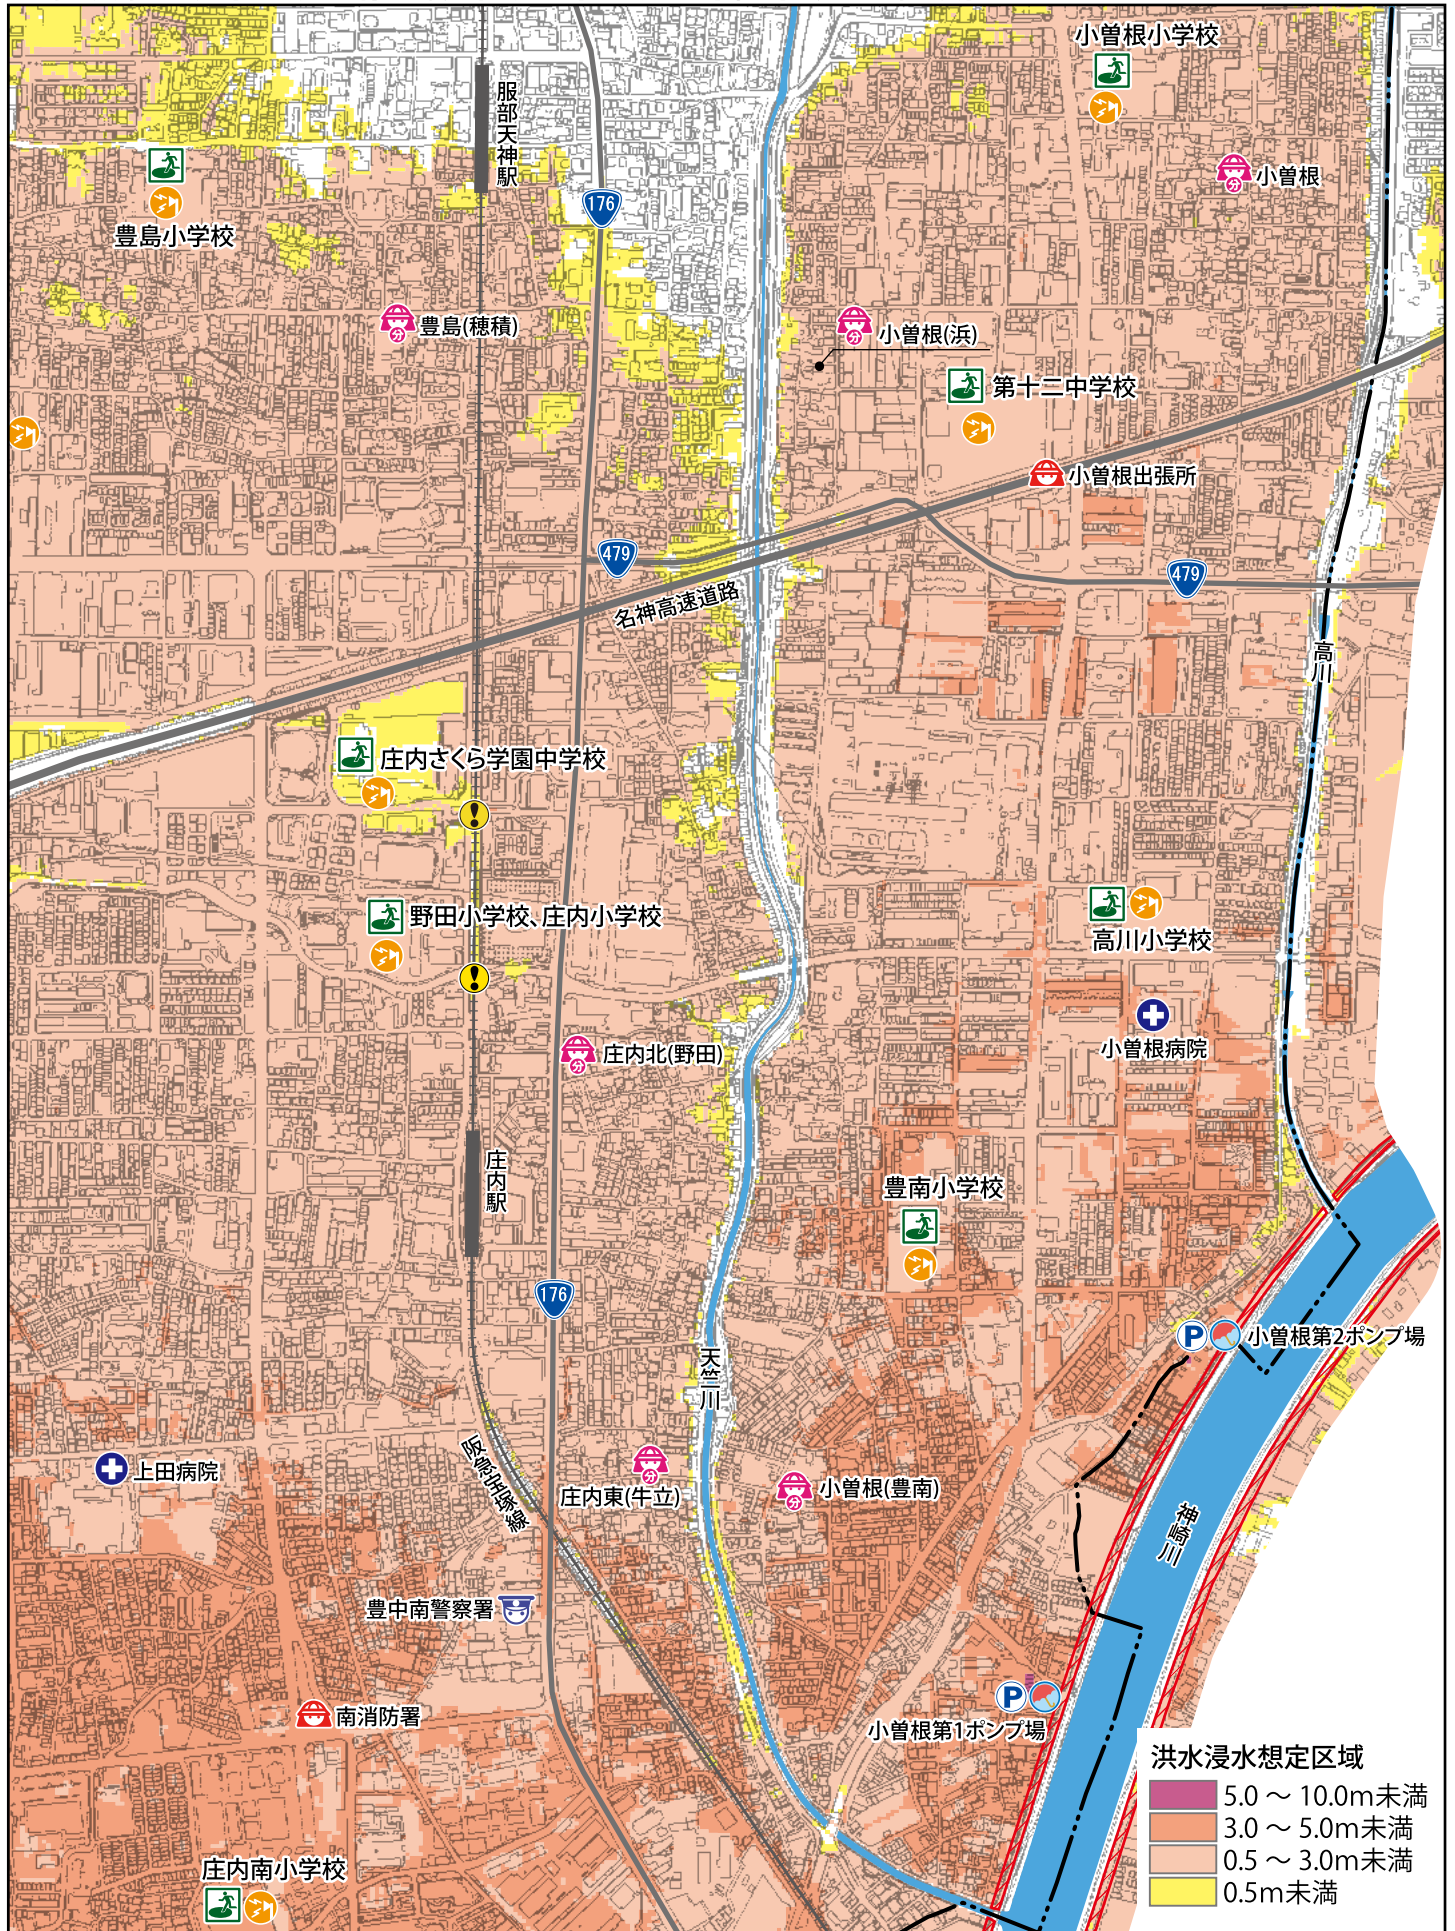 小曽根小学校
服部天神駅
分
小曽根
176
豊島小学校
分
豊島(穂積)
分
小曽根(浜)
第十二中学校
小曽根出張所
479
479
名神高速道路
高川
庄内さくら学園中学校
!
野田小学校、庄内小学校
!
高川小学校
小曽根病院
分
庄内北(野田)
庄内駅
豊南小学校
176
P
小曽根第2ポンプ場
天竺川
阪急宝塚線
上田病院
分
庄内東(牛立)
分
小曽根(豊南)
神崎川
豊中南警察署
P
小曽根第1ポンプ場
南消防署
庄内南小学校
洪水浸水想定区域
5.0 ～ 10.0m未満
3.0 ～ 5.0m未満
0.5 ～ 3.0m未満
0.5m未満